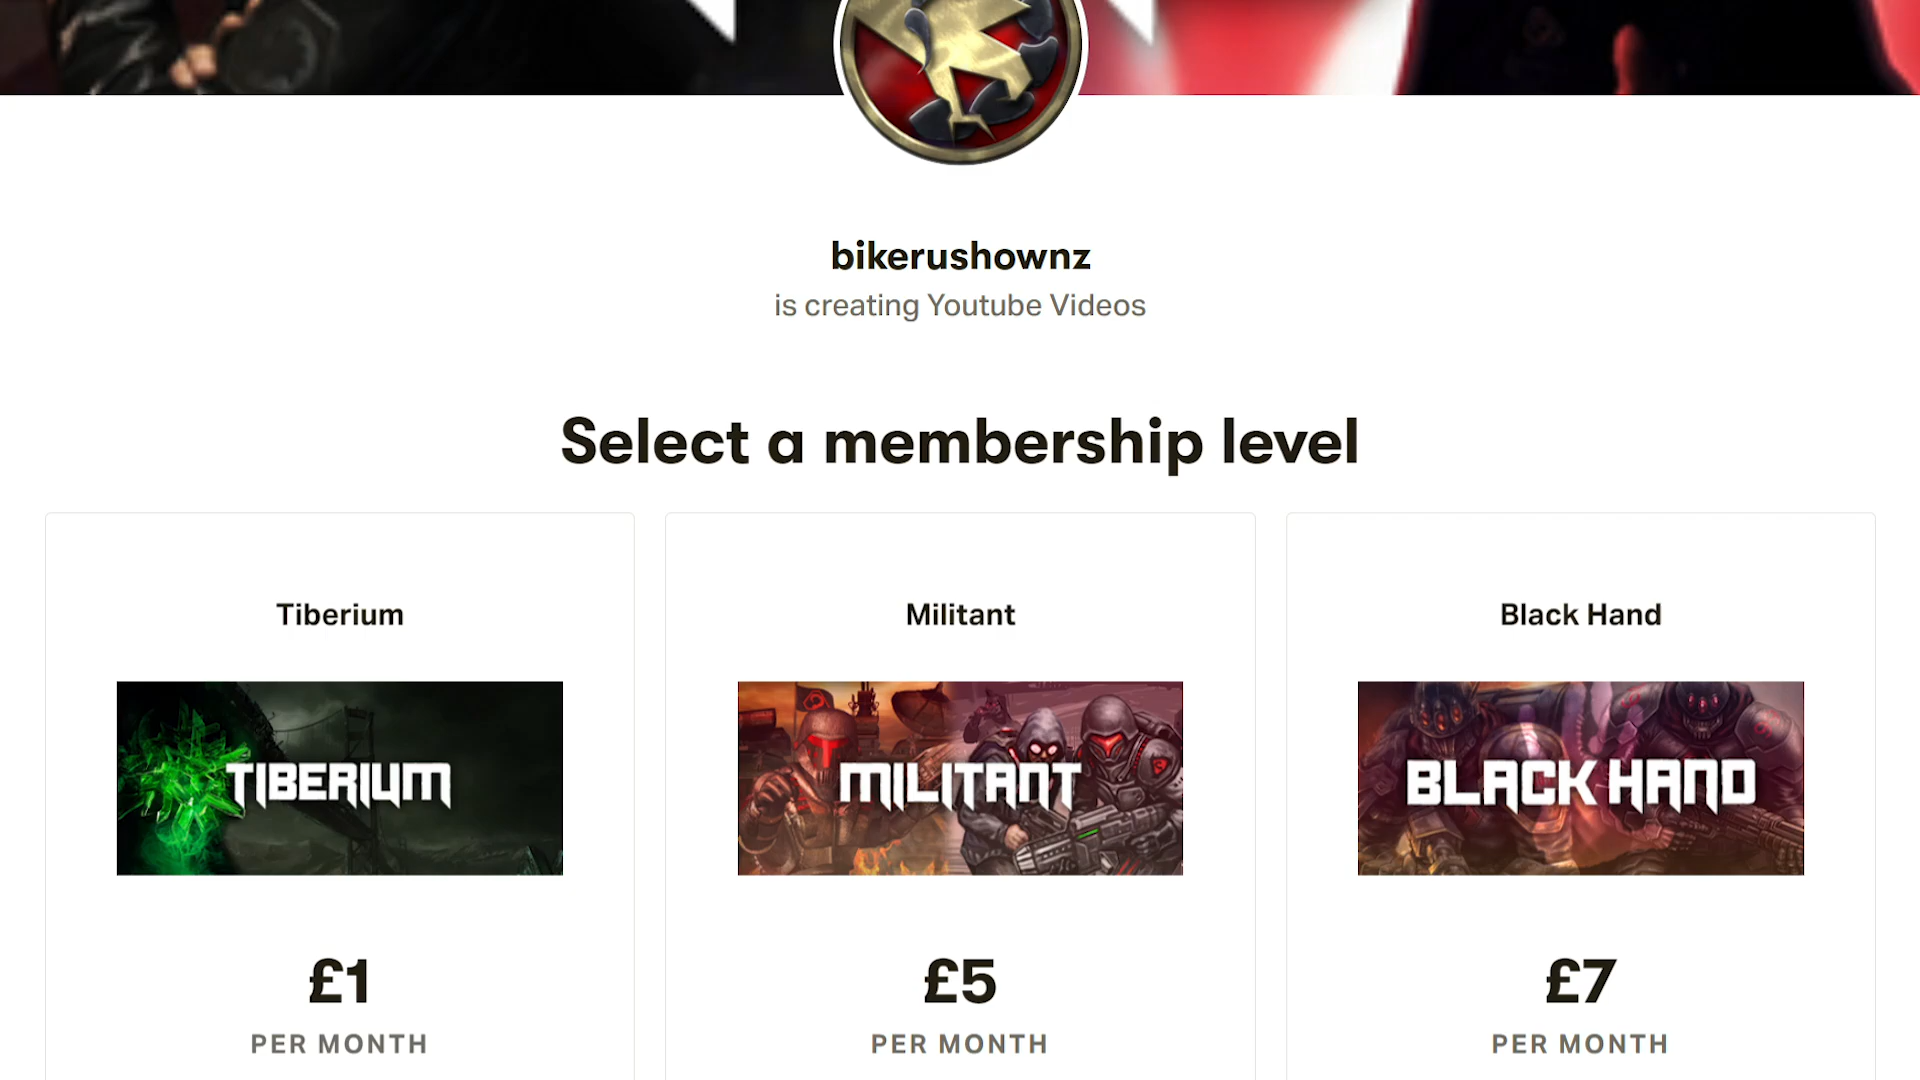 bikerushownz
is creating Youtube Videos
Select a membership level
Tiberium
Militant
Black Hand
TIBERIUM
MILITANT
BLACK HAND
£1
£5
£7
PER MONTH
PER MONTH
PER MONTH